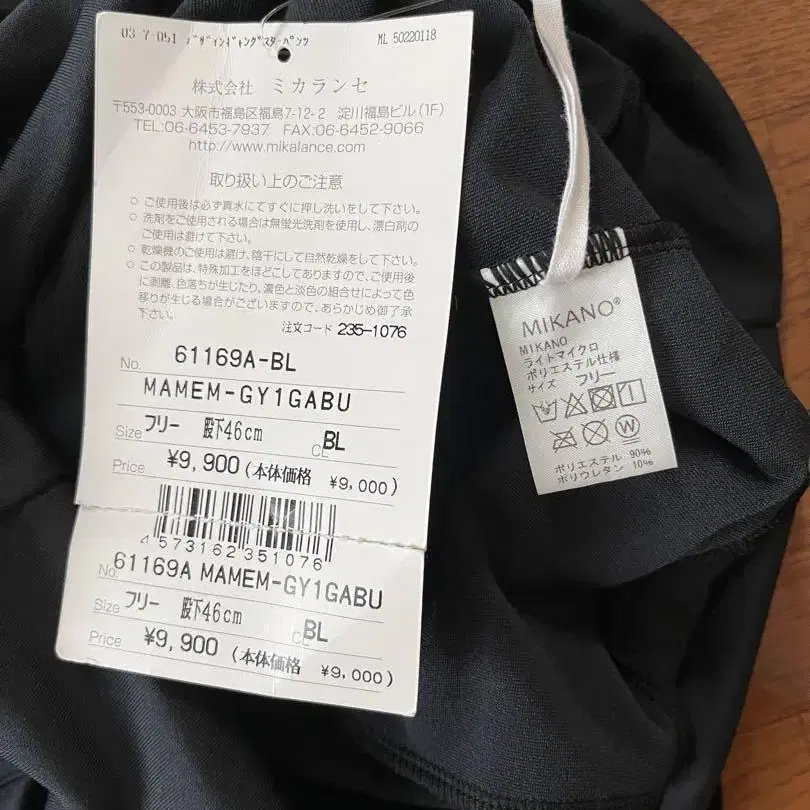 03 Y-051 ﾃﾞｻﾞｲﾝｷﾞｬﾝｸﾞｽﾀｰﾊﾟﾝﾂ ML 50220118
株式会社 ミカランセ
〒553-0003 大阪市福島区福島7-12-2 淀川福島ビル(1F)
TEL:06-6453-7937 FAX:06-6452-9066
http://www.mikalance.com
取り扱い上のご注意
○ ご使用後は必ず真水にてすぐに押し洗いをして下さい。
○ 洗剤をご使用される場合は無蛍光洗剤を使用し、漂白剤の
ご使用は避けて下さい。
○ 乾燥機のご使用は避け、陰干にして自然乾燥をして下さい。
○ この製品は、特殊加工をほどこしてありますので、ご使用後
に剥離、色落ちが生じたり、濃色と淡色の組合せによって色
移りが生じる場合がございますので、あらかじめ御了承
下さい。
注文コード 235-1076
No. 61169A-BL
MAMEM-GY1GABU
Size フリー 股下46cm CL BL
Price ¥9,900 (本体価格 ¥9,000)
4573162351076
No. 61169A MAMEM-GY1GABU
Size フリー 股下46cm CL BL
Price ¥9,900 (本体価格 ¥9,000)
MIKANO®
MIKANO
ライトマイクロ
ポリエステル仕様
サイズ フリー
W
ポリエステル 90%
ポリウレタン 10%